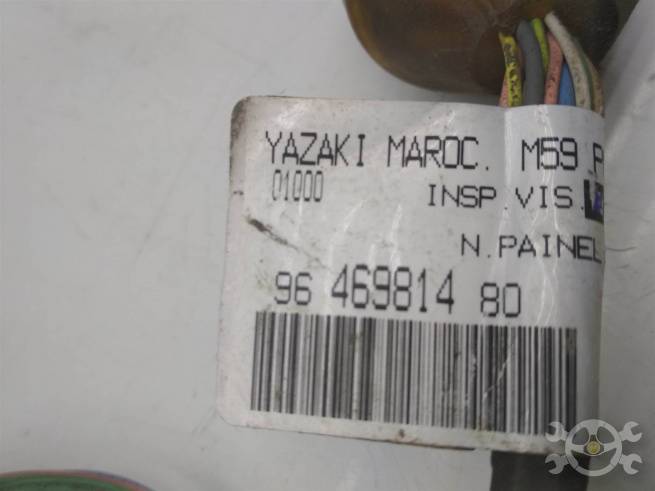 YAZAKI MAROC. M59 P
01000 INSP.VIS.
N.PAINEL
96 469814 80